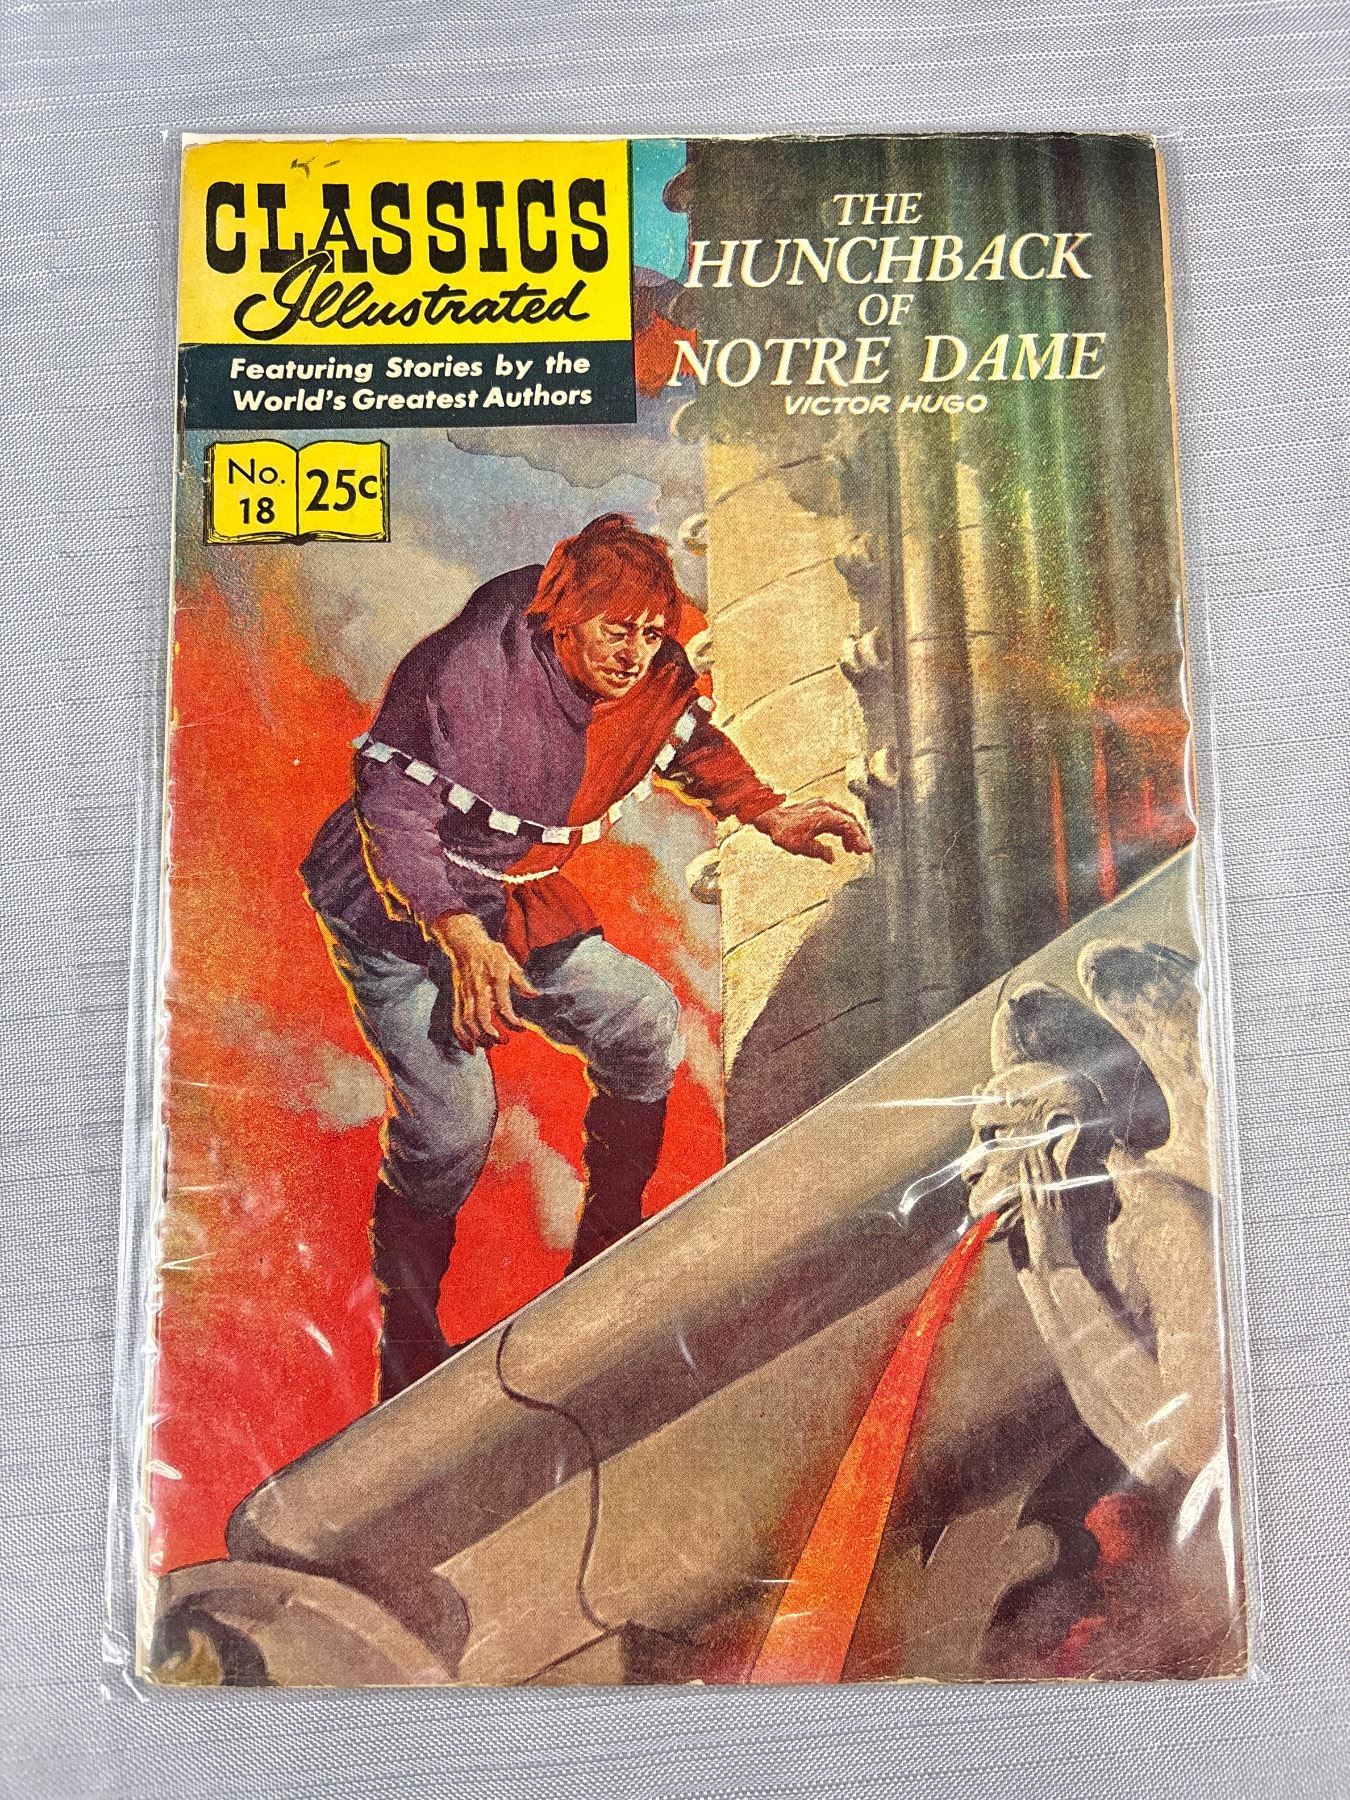 CLASSICS
Illustrated
Featuring Stories by the
World's Greatest Authors
No.
18
25c
THE
HUNCHBACK
OF
NOTRE DAME
VICTOR HUGO